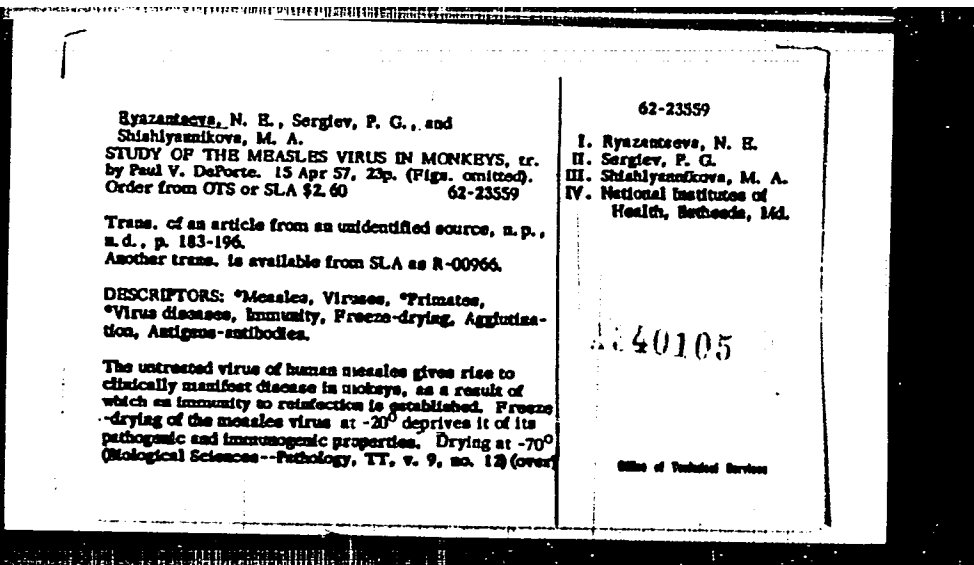 Ryazantseva, N. E., Sergiev, P. G., and
Shishlyannikova, M. A.
STUDY OF THE MEASLES VIRUS IN MONKEYS, tr.
by Paul V. DePorte. 15 Apr 57, 23p. (Figs. omitted).
Order from OTS or SLA $2.60 62-23559
Trans. of an article from an unidentified source, n.p.,
n.d., p. 183-196.
Another trans. is available from SLA as R-00966.
DESCRIPTORS: *Measles, Viruses, *Primates,
*Virus diseases, Immunity, Freeze-drying, Agglutina-
tion, Antigens-antibodies.
The untreated virus of human measles gives rise to
clinically manifest disease in mokeys, as a result of
which an immunity to reinfection is established. Freeze
-drying of the measles virus at -20° deprives it of its
pathogenic and immunogenic properties. Drying at -70°
(Biological Sciences--Pathology, TT, v. 9, no. 12) (over)
62-23559
I. Ryazantseva, N. E.
II. Sergiev, P. G.
III. Shishlyannikova, M. A.
IV. National Institutes of
Health, Bethesda, Md.
40105
Office of Technical Services